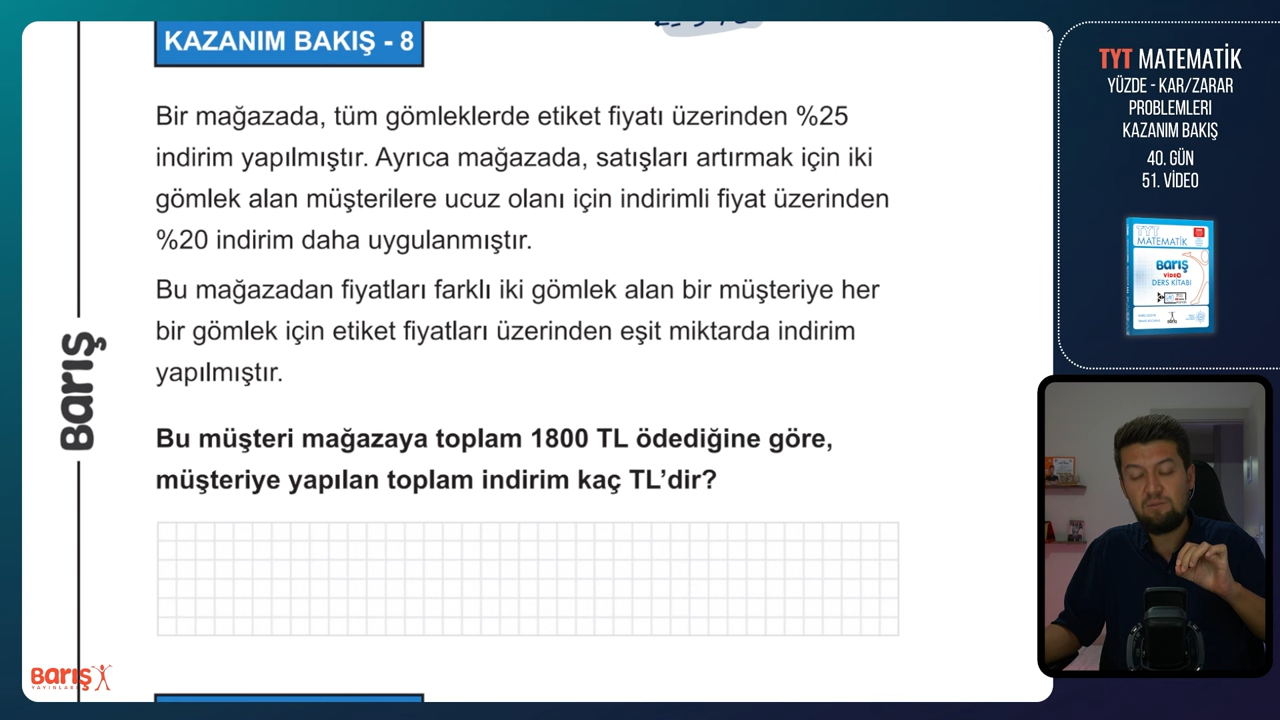 KAZANIM BAKIŞ - 8
Bir mağazada, tüm gömleklerde etiket fiyatı üzerinden %25
indirim yapılmıştır. Ayrıca mağazada, satışları artırmak için iki
gömlek alan müşterilere ucuz olanı için indirimli fiyat üzerinden
%20 indirim daha uygulanmıştır.
Bu mağazadan fiyatları farklı iki gömlek alan bir müşteriye her
bir gömlek için etiket fiyatları üzerinden eşit miktarda indirim
yapılmıştır.
Bu müşteri mağazaya toplam 1800 TL ödediğine göre,
müşteriye yapılan toplam indirim kaç TL'dir?
Barış
Barış
YAYINLARI
TYT MATEMATİK
YÜZDE - KAR/ZARAR
PROBLEMLERI
KAZANIM BAKIŞ
40. GÜN
51. VİDEO
TYT
MATEMATİK
Barış
VİDEO
DERS KİTABI